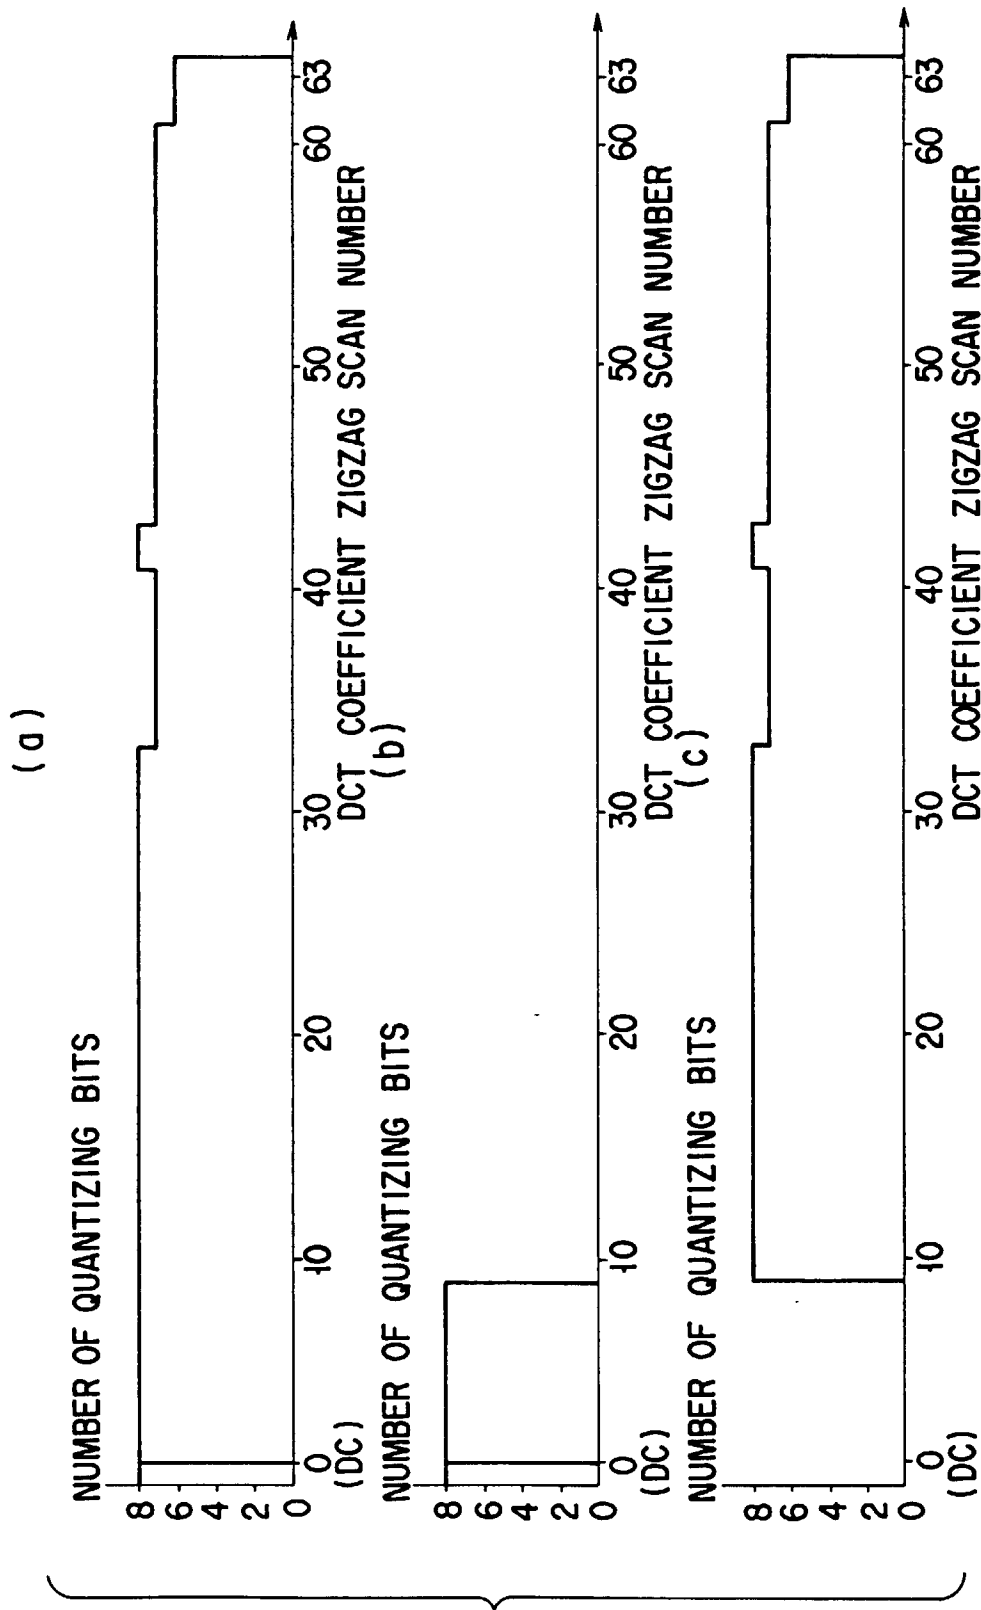 (a)
NUMBER OF QUANTIZING BITS
8
6
4
2
0
0 10 20 30 40 50 60 63
(DC)
DCT COEFFICIENT ZIGZAG SCAN NUMBER
(b)
NUMBER OF QUANTIZING BITS
8
6
4
2
0
0 10 20 30 40 50 60 63
(DC)
DCT COEFFICIENT ZIGZAG SCAN NUMBER
(c)
NUMBER OF QUANTIZING BITS
8
6
4
2
0
0 10 20 30 40 50 60 63
(DC)
DCT COEFFICIENT ZIGZAG SCAN NUMBER